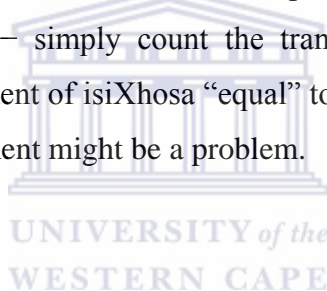 – simply count the tran
ent of isiXhosa “equal” to
ent might be a problem.
UNIVERSITY of the
WESTERN CAPE